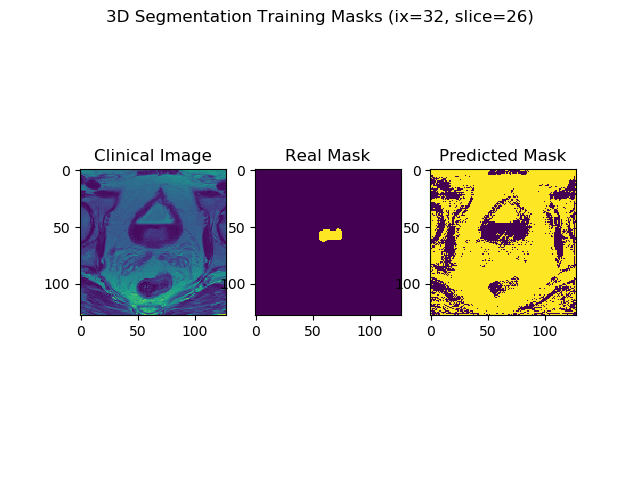 3D Segmentation Training Masks (ix=32, slice=26)
Clinical Image Real Mask Predicted Mask
0 0 0
50 50 50
100 100 100
0 50 100 0 50 100 0 50 100